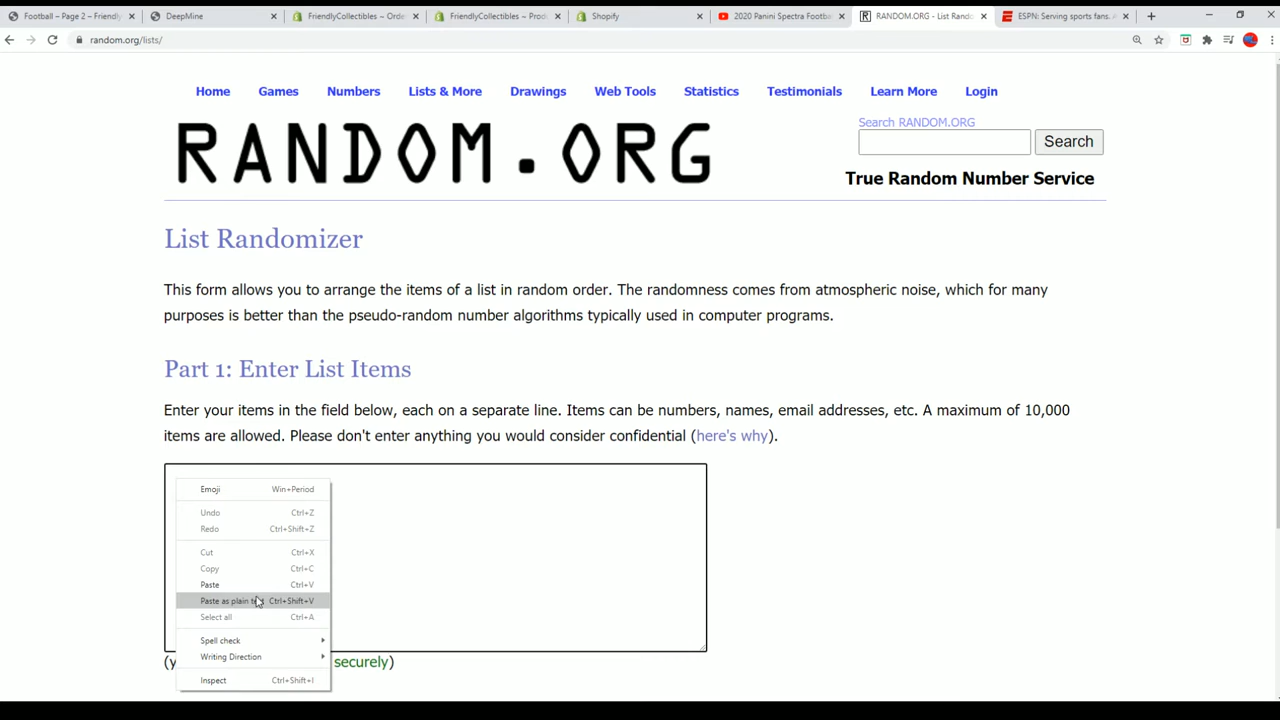 Football – Page 2 – Friendly
DeepMine
FriendlyCollectibles – Orde
FriendlyCollectibles – Prod
Shopify
2020 Panini Spectra Footba
RANDOM.ORG - List Rando
ESPN: Serving sports fans. A
random.org/lists/
Home Games Numbers Lists & More Drawings Web Tools Statistics Testimonials Learn More Login
RANDOM.ORG
Search RANDOM.ORG
Search
True Random Number Service
List Randomizer
This form allows you to arrange the items of a list in random order. The randomness comes from atmospheric noise, which for many
purposes is better than the pseudo-random number algorithms typically used in computer programs.
Part 1: Enter List Items
Enter your items in the field below, each on a separate line. Items can be numbers, names, email addresses, etc. A maximum of 10,000
items are allowed. Please don't enter anything you would consider confidential (here's why).
Emoji Win+Period
Undo Ctrl+Z
Redo Ctrl+Shift+Z
Cut Ctrl+X
Copy Ctrl+C
Paste Ctrl+V
Paste as plain Ctrl+Shift+V
Select all Ctrl+A
Spell check
Writing Direction
securely)
Inspect Ctrl+Shift+I